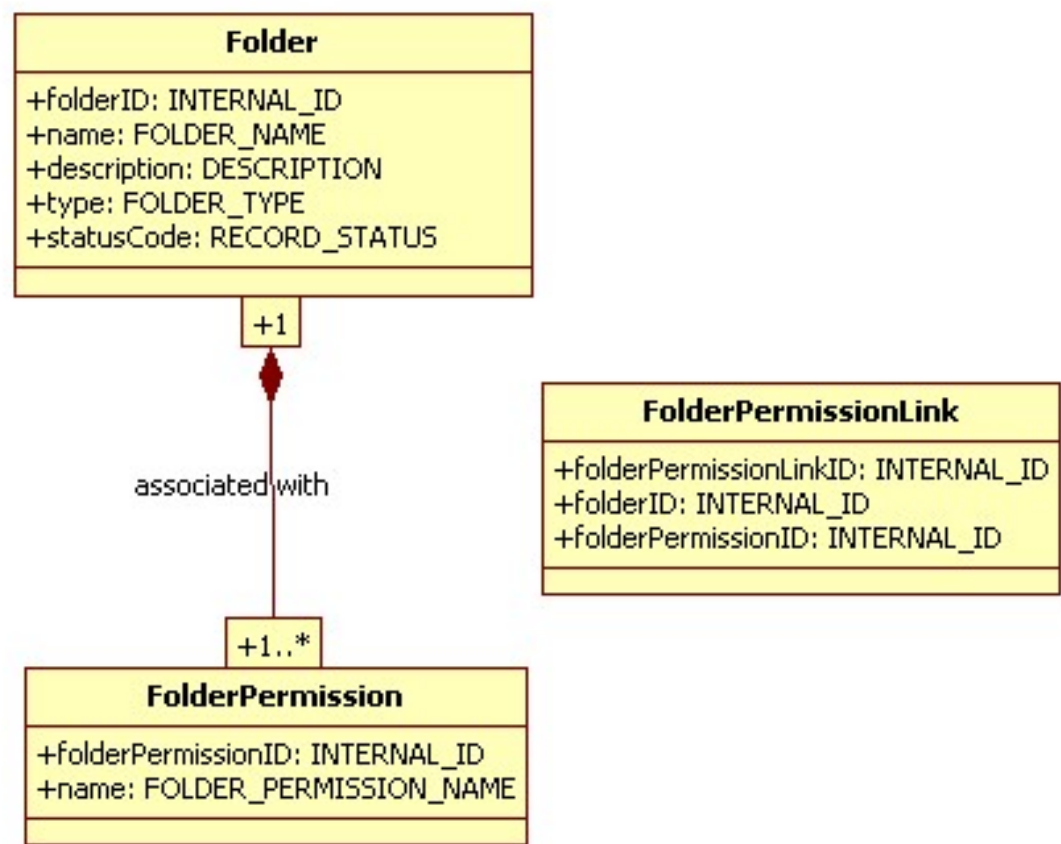 Folder
+folderID: INTERNAL_ID
+name: FOLDER_NAME
+description: DESCRIPTION
+type: FOLDER_TYPE
+statusCode: RECORD_STATUS
+1
associated with
+1..*
FolderPermission
+folderPermissionID: INTERNAL_ID
+name: FOLDER_PERMISSION_NAME
FolderPermissionLink
+folderPermissionLinkID: INTERNAL_ID
+folderID: INTERNAL_ID
+folderPermissionID: INTERNAL_ID